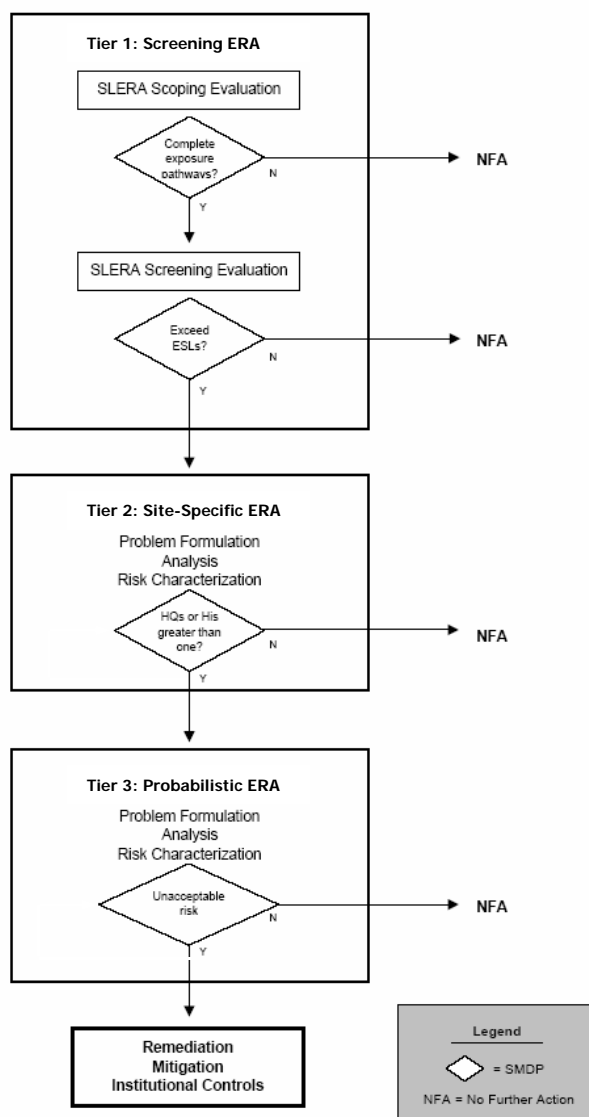 Tier 1: Screening ERA
SLERA Scoping Evaluation
Complete
exposure
pathways?
N
NFA
Y
SLERA Screening Evaluation
Exceed
ESLs?
N
NFA
Y
Tier 2: Site-Specific ERA
Problem Formulation
Analysis
Risk Characterization
HQs or His
greater than
one?
N
NFA
Y
Tier 3: Probabilistic ERA
Problem Formulation
Analysis
Risk Characterization
Unacceptable
risk
N
NFA
Y
Remediation
Mitigation
Institutional Controls
Legend
= SMDP
NFA = No Further Action